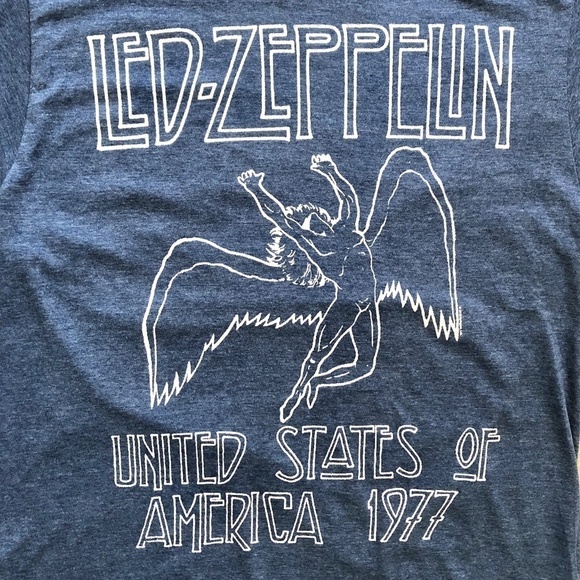 LED-ZEPPELIN
UNITED STATES OF
AMERICA 1977